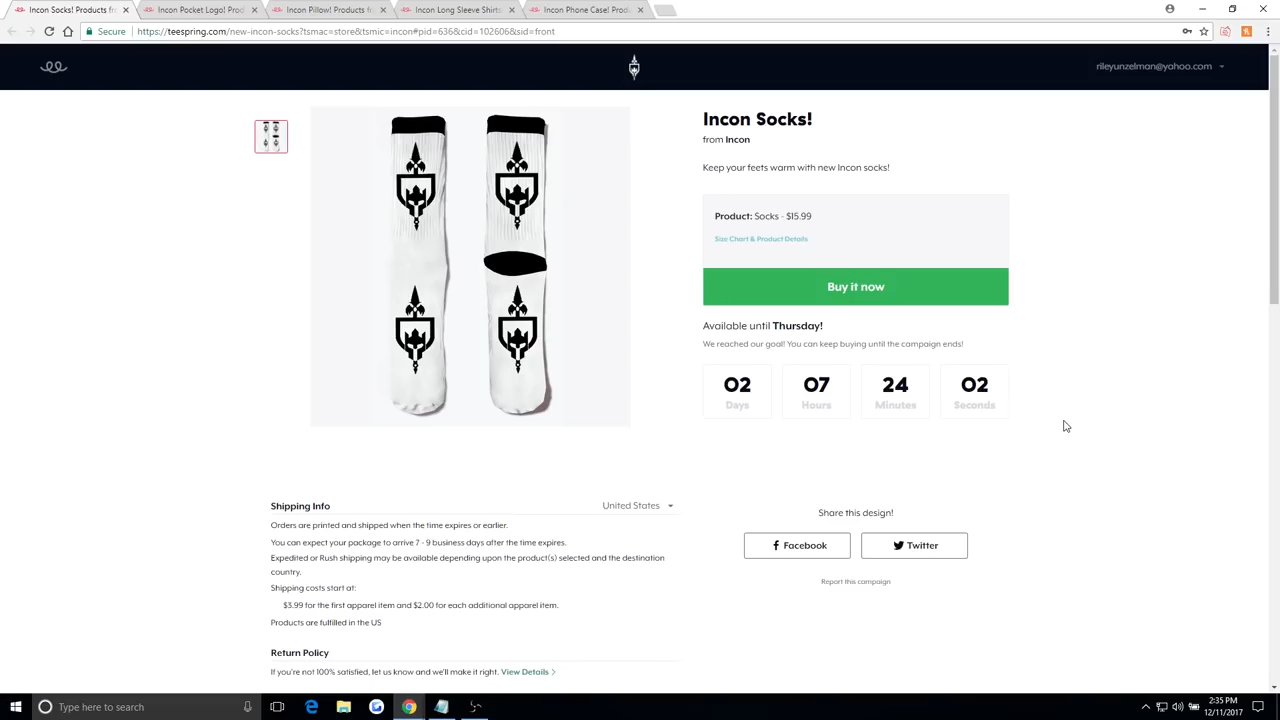 Incon Socks! Products fro
Incon Pocket Logo! Produc
Incon Pillow! Products fr
Incon Long Sleeve Shirts
Incon Phone Case! Produc
Secure
https://teespring.com/new-incon-socks?tsmac=store&tsmic=incon#pid=636&cid=102606&sid=front
rileyunzelman@yahoo.com
Incon Socks!
from Incon
Keep your feets warm with new Incon socks!
Product: Socks - $15.99
Size Chart & Product Details
Buy it now
Available until Thursday!
We reached our goal! You can keep buying until the campaign ends!
02 07 24 02
Days Hours Minutes Seconds
Shipping Info
United States
Orders are printed and shipped when the time expires or earlier.
You can expect your package to arrive 7 - 9 business days after the time expires.
Expedited or Rush shipping may be available depending upon the product(s) selected and the destination
country.
Shipping costs start at:
$3.99 for the first apparel item and $2.00 for each additional apparel item.
Products are fulfilled in the US
Share this design!
Facebook
Twitter
Report this campaign
Return Policy
If you're not 100% satisfied, let us know and we'll make it right. View Details >
Type here to search
2:35 PM
12/11/2017